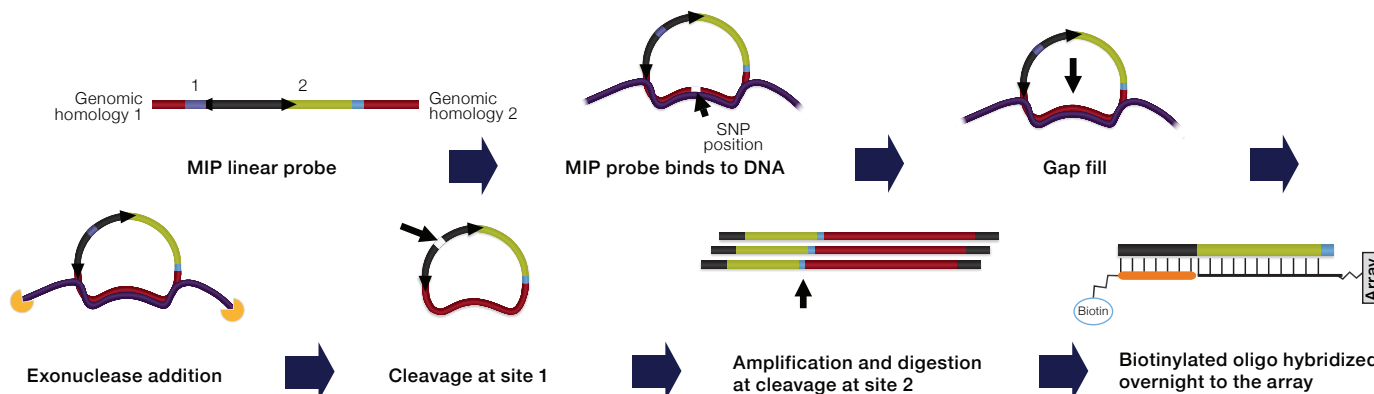 1
2
Genomic
homology 1
Genomic
homology 2
MIP linear probe
SNP
position
MIP probe binds to DNA
Gap fill
Exonuclease addition
Cleavage at site 1
Amplification and digestion
at cleavage at site 2
Biotin
Array
Biotinylated oligo hybridized
overnight to the array